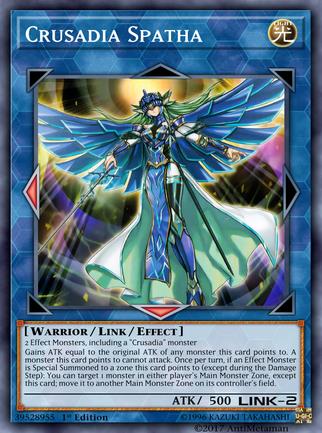 Crusadia Spatha
LIGHT
光
[Warrior / Link / Effect]
2 Effect Monsters, including a "Crusadia" monster
Gains ATK equal to the original ATK of any monster this card points to. A
monster this card points to cannot attack. Once per turn, if an Effect Monster
is Special Summoned to a zone this card points to (except during the Damage
Step): You can target 1 monster in either player's Main Monster Zone, except
this card; move it to another Main Monster Zone on its controller's field.
ATK/ 500 LINK-2
39528955 1st Edition ©1996 KAZUKI TAKAHASHI
©2017 AntiMetaman